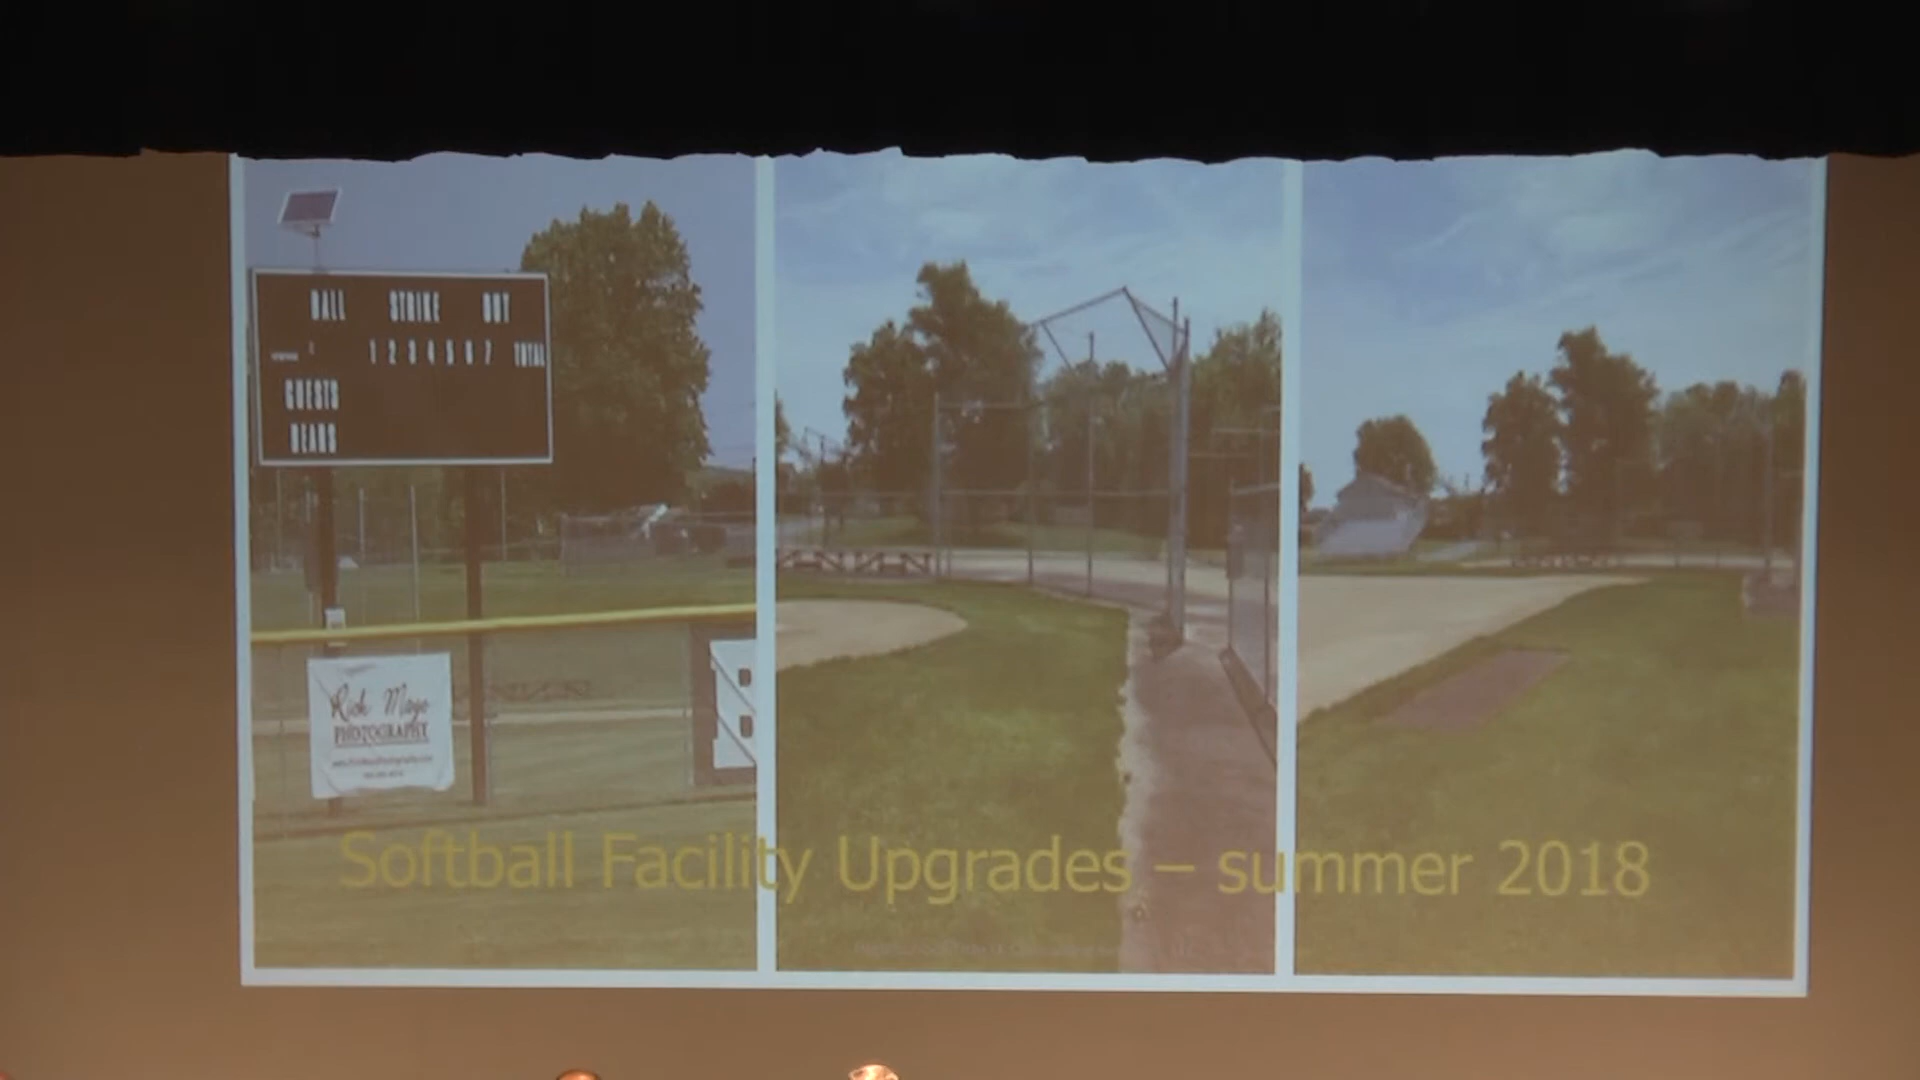 BALL STRIKE OUT
1 2 3 4 5 6 7 TOTAL
GUESTS
BEARS
Rick Mayo
PHOTOGRAPHY
Softball Facility Upgrades – summer 2018